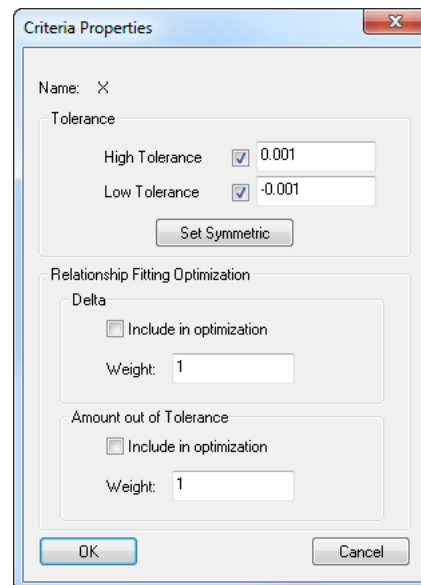 Criteria Properties
X
Name: X
Tolerance
High Tolerance 0.001
Low Tolerance -0.001
Set Symmetric
Relationship Fitting Optimization
Delta
Include in optimization
Weight: 1
Amount out of Tolerance
Include in optimization
Weight: 1
OK Cancel